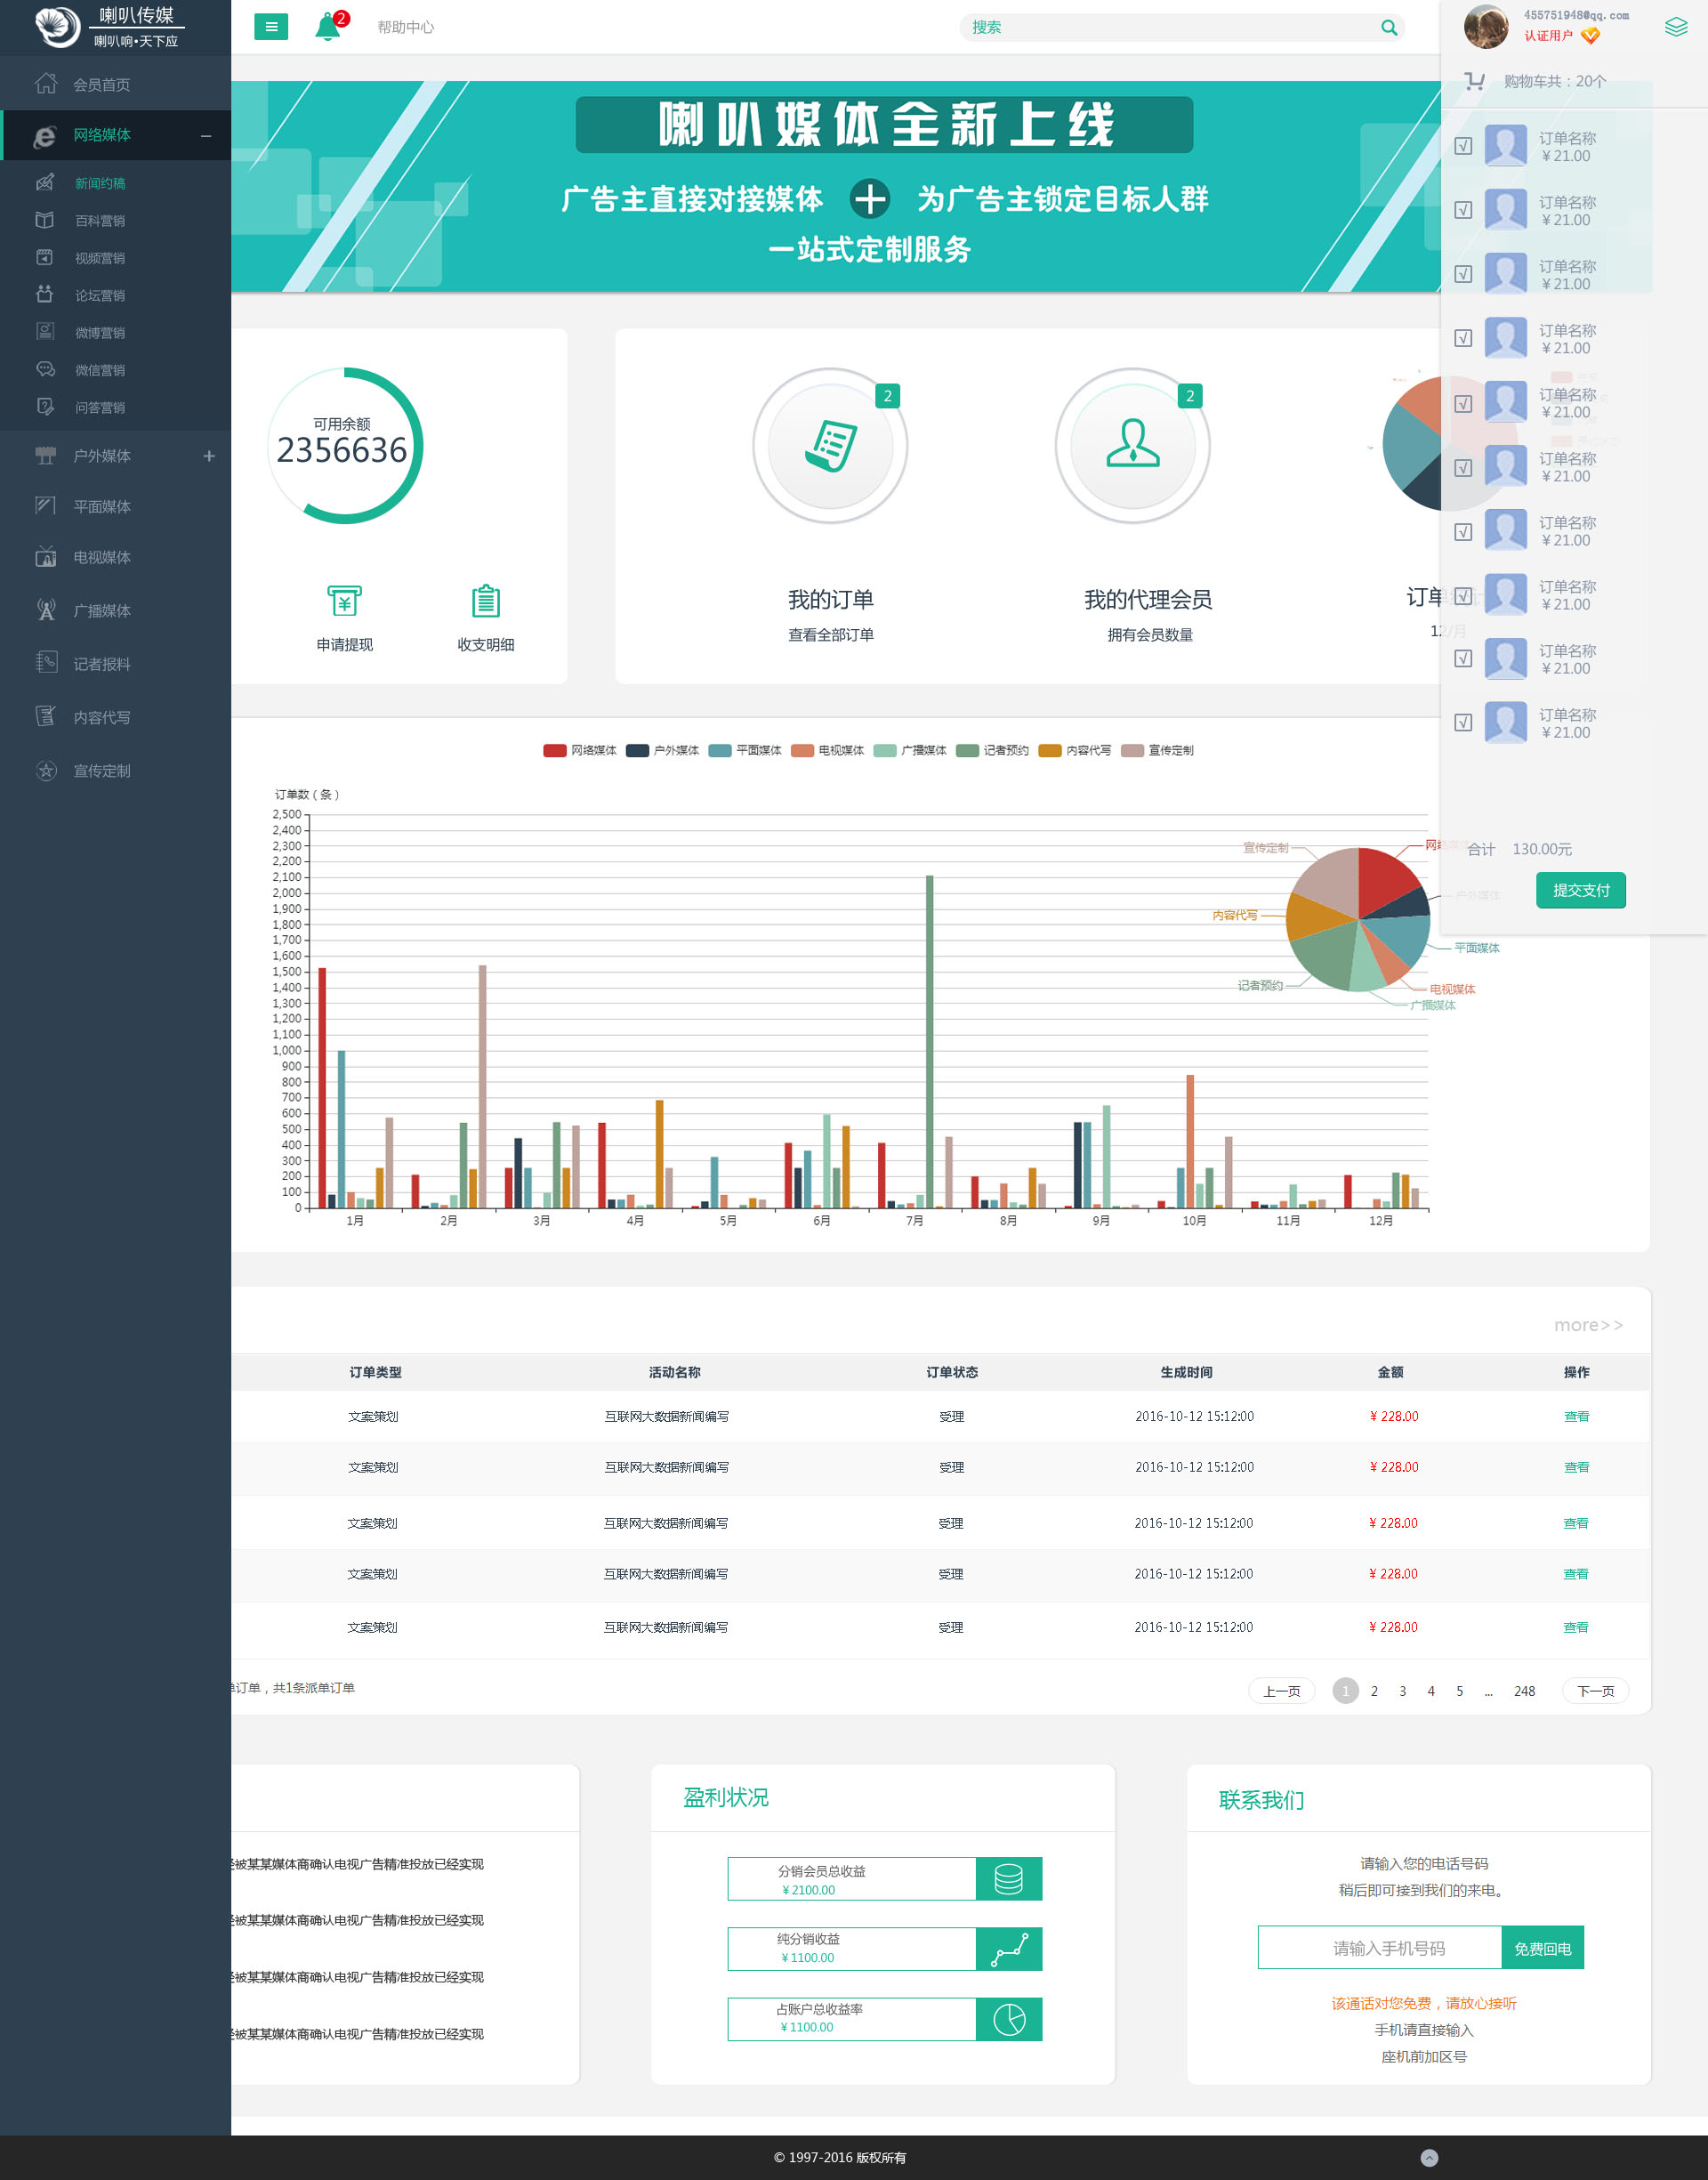 喇叭传媒
喇叭响•天下应
2
帮助中心
搜索
455751948@qq.com
认证用户
会员首页
网络媒体
新闻约稿
百科营销
视频营销
论坛营销
微博营销
微信营销
问答营销
户外媒体
平面媒体
电视媒体
广播媒体
记者报料
内容代写
宣传定制
喇叭媒体全新上线
广告主直接对接媒体
为广告主锁定目标人群
一站式定制服务
购物车共：20个
订单名称
￥21.00
订单名称
￥21.00
订单名称
￥21.00
订单名称
￥21.00
订单名称
￥21.00
订单名称
￥21.00
订单名称
￥21.00
订单名称
￥21.00
订单名称
￥21.00
订单名称
￥21.00
合计 130.00元
提交支付
可用余额
2356636
申请提现
收支明细
2
我的订单
查看全部订单
2
我的代理会员
拥有会员数量
12/月
网络媒体 户外媒体 平面媒体 电视媒体 广播媒体 记者预约 内容代写 宣传定制
订单数（条）
2,500
2,400
2,300
2,200
2,100
2,000
1,900
1,800
1,700
1,600
1,500
1,400
1,300
1,200
1,100
1,000
900
800
700
600
500
400
300
200
100
0
1月 2月 3月 4月 5月 6月 7月 8月 9月 10月 11月 12月
宣传定制
网络媒体
户外媒体
内容代写
平面媒体
记者预约
电视媒体
广播媒体
more>>
订单类型 活动名称 订单状态 生成时间 金额 操作
文案策划 互联网大数据新闻编写 受理 2016-10-12 15:12:00 ¥ 228.00 查看
文案策划 互联网大数据新闻编写 受理 2016-10-12 15:12:00 ¥ 228.00 查看
文案策划 互联网大数据新闻编写 受理 2016-10-12 15:12:00 ¥ 228.00 查看
文案策划 互联网大数据新闻编写 受理 2016-10-12 15:12:00 ¥ 228.00 查看
文案策划 互联网大数据新闻编写 受理 2016-10-12 15:12:00 ¥ 228.00 查看
订单，共1条派单订单
上一页 1 2 3 4 5 ... 248 下一页
被某某媒体商确认电视广告精准投放已经实现
被某某媒体商确认电视广告精准投放已经实现
被某某媒体商确认电视广告精准投放已经实现
被某某媒体商确认电视广告精准投放已经实现
盈利状况
分销会员总收益
￥2100.00
纯分销收益
￥1100.00
占账户总收益率
￥1100.00
联系我们
请输入您的电话号码
稍后即可接到我们的来电。
请输入手机号码
免费回电
该通话对您免费，请放心接听
手机请直接输入
座机前加区号
© 1997-2016 版权所有